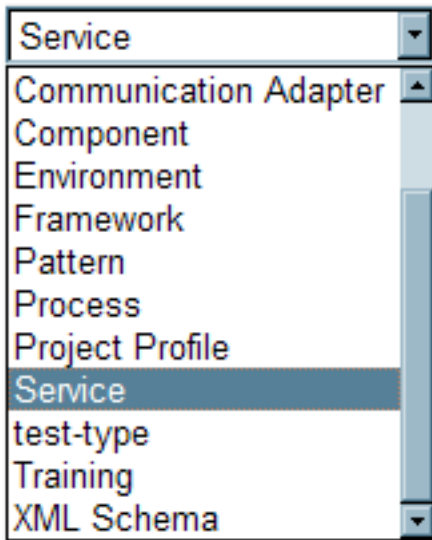 Service
Communication Adapter
Component
Environment
Framework
Pattern
Process
Project Profile
Service
test-type
Training
XML Schema